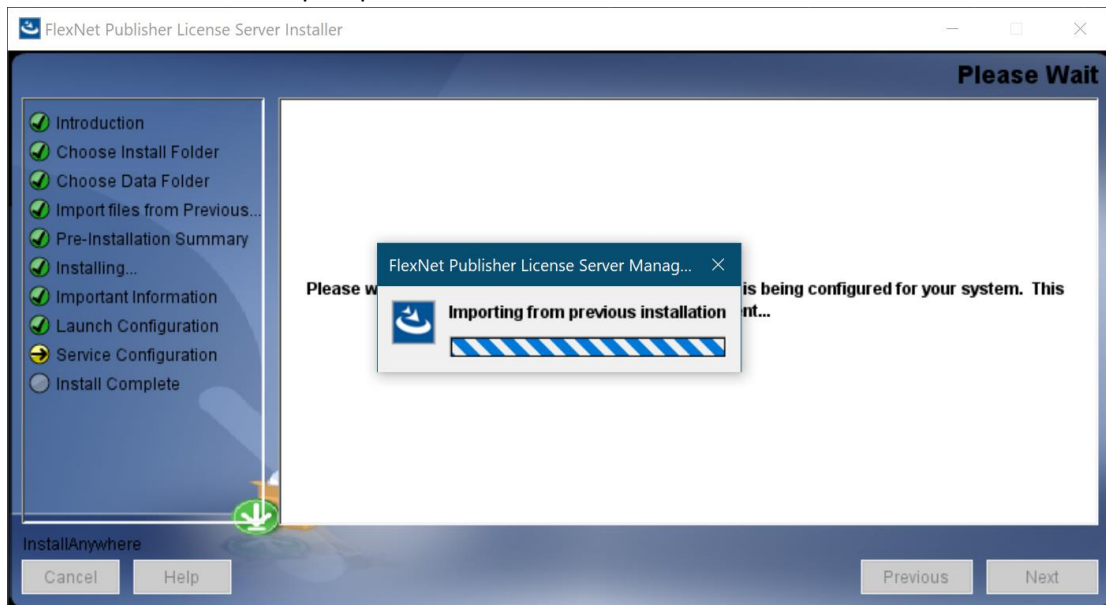 FlexNet Publisher License Server Installer
Please Wait
Introduction
Choose Install Folder
Choose Data Folder
Import files from Previous...
Pre-Installation Summary
Installing...
Important Information
Launch Configuration
Service Configuration
Install Complete
FlexNet Publisher License Server Manag...
Importing from previous installation
Please w
is being configured for your system. This
nt...
InstallAnywhere
Cancel
Help
Previous
Next